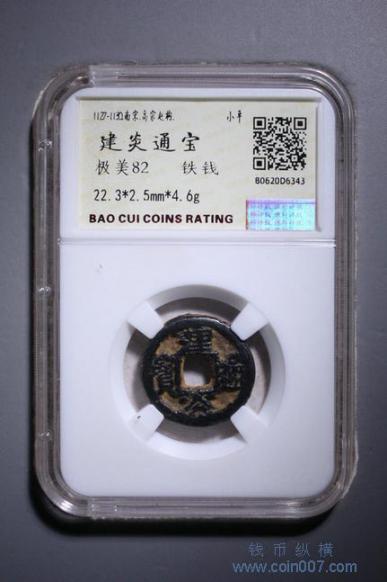 1127-1130南宋.高宗赵构. 小平
建炎通宝
极美82 铁钱
22.3*2.5mm*4.6g
B0620D6343
BAO CUI COINS RATING
建炎通寳
钱币纵横
www.coin007.com